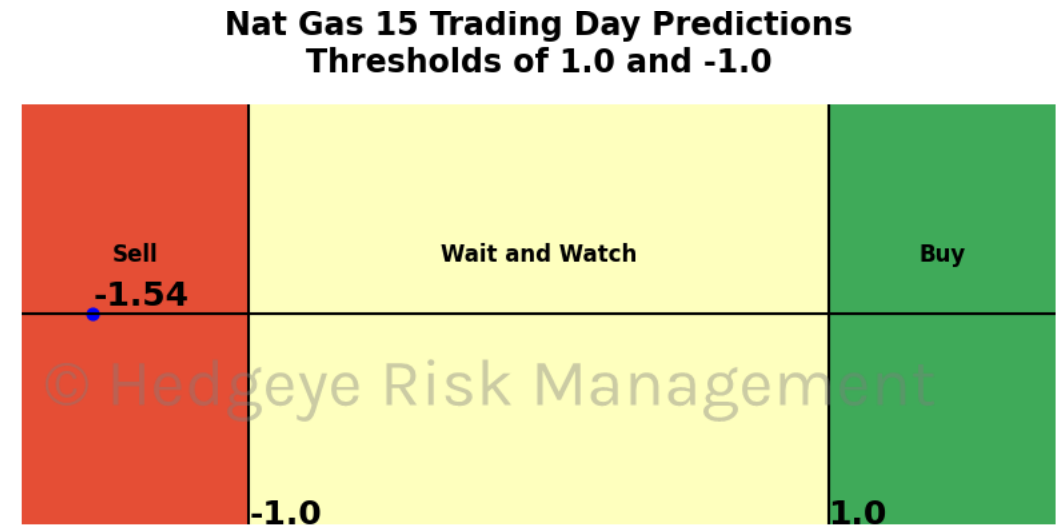 Nat Gas 15 Trading Day Predictions
Thresholds of 1.0 and -1.0
Sell
Wait and Watch
Buy
-1.54
© Hedgeye Risk Management
-1.0
1.0